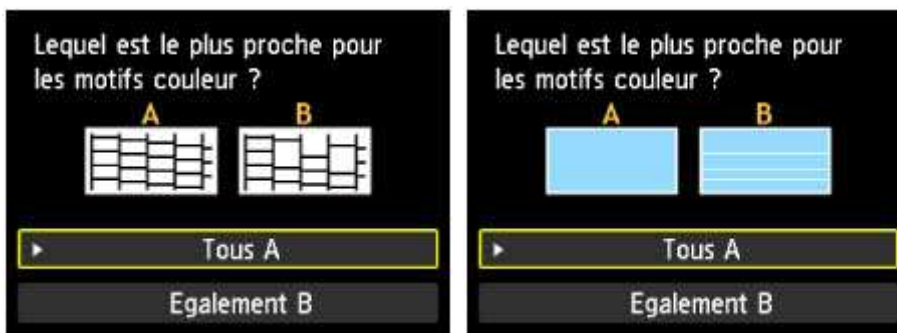 Lequel est le plus proche pour
les motifs couleur ?
A B
Tous A
Egalement B
Lequel est le plus proche pour
les motifs couleur ?
A B
Tous A
Egalement B